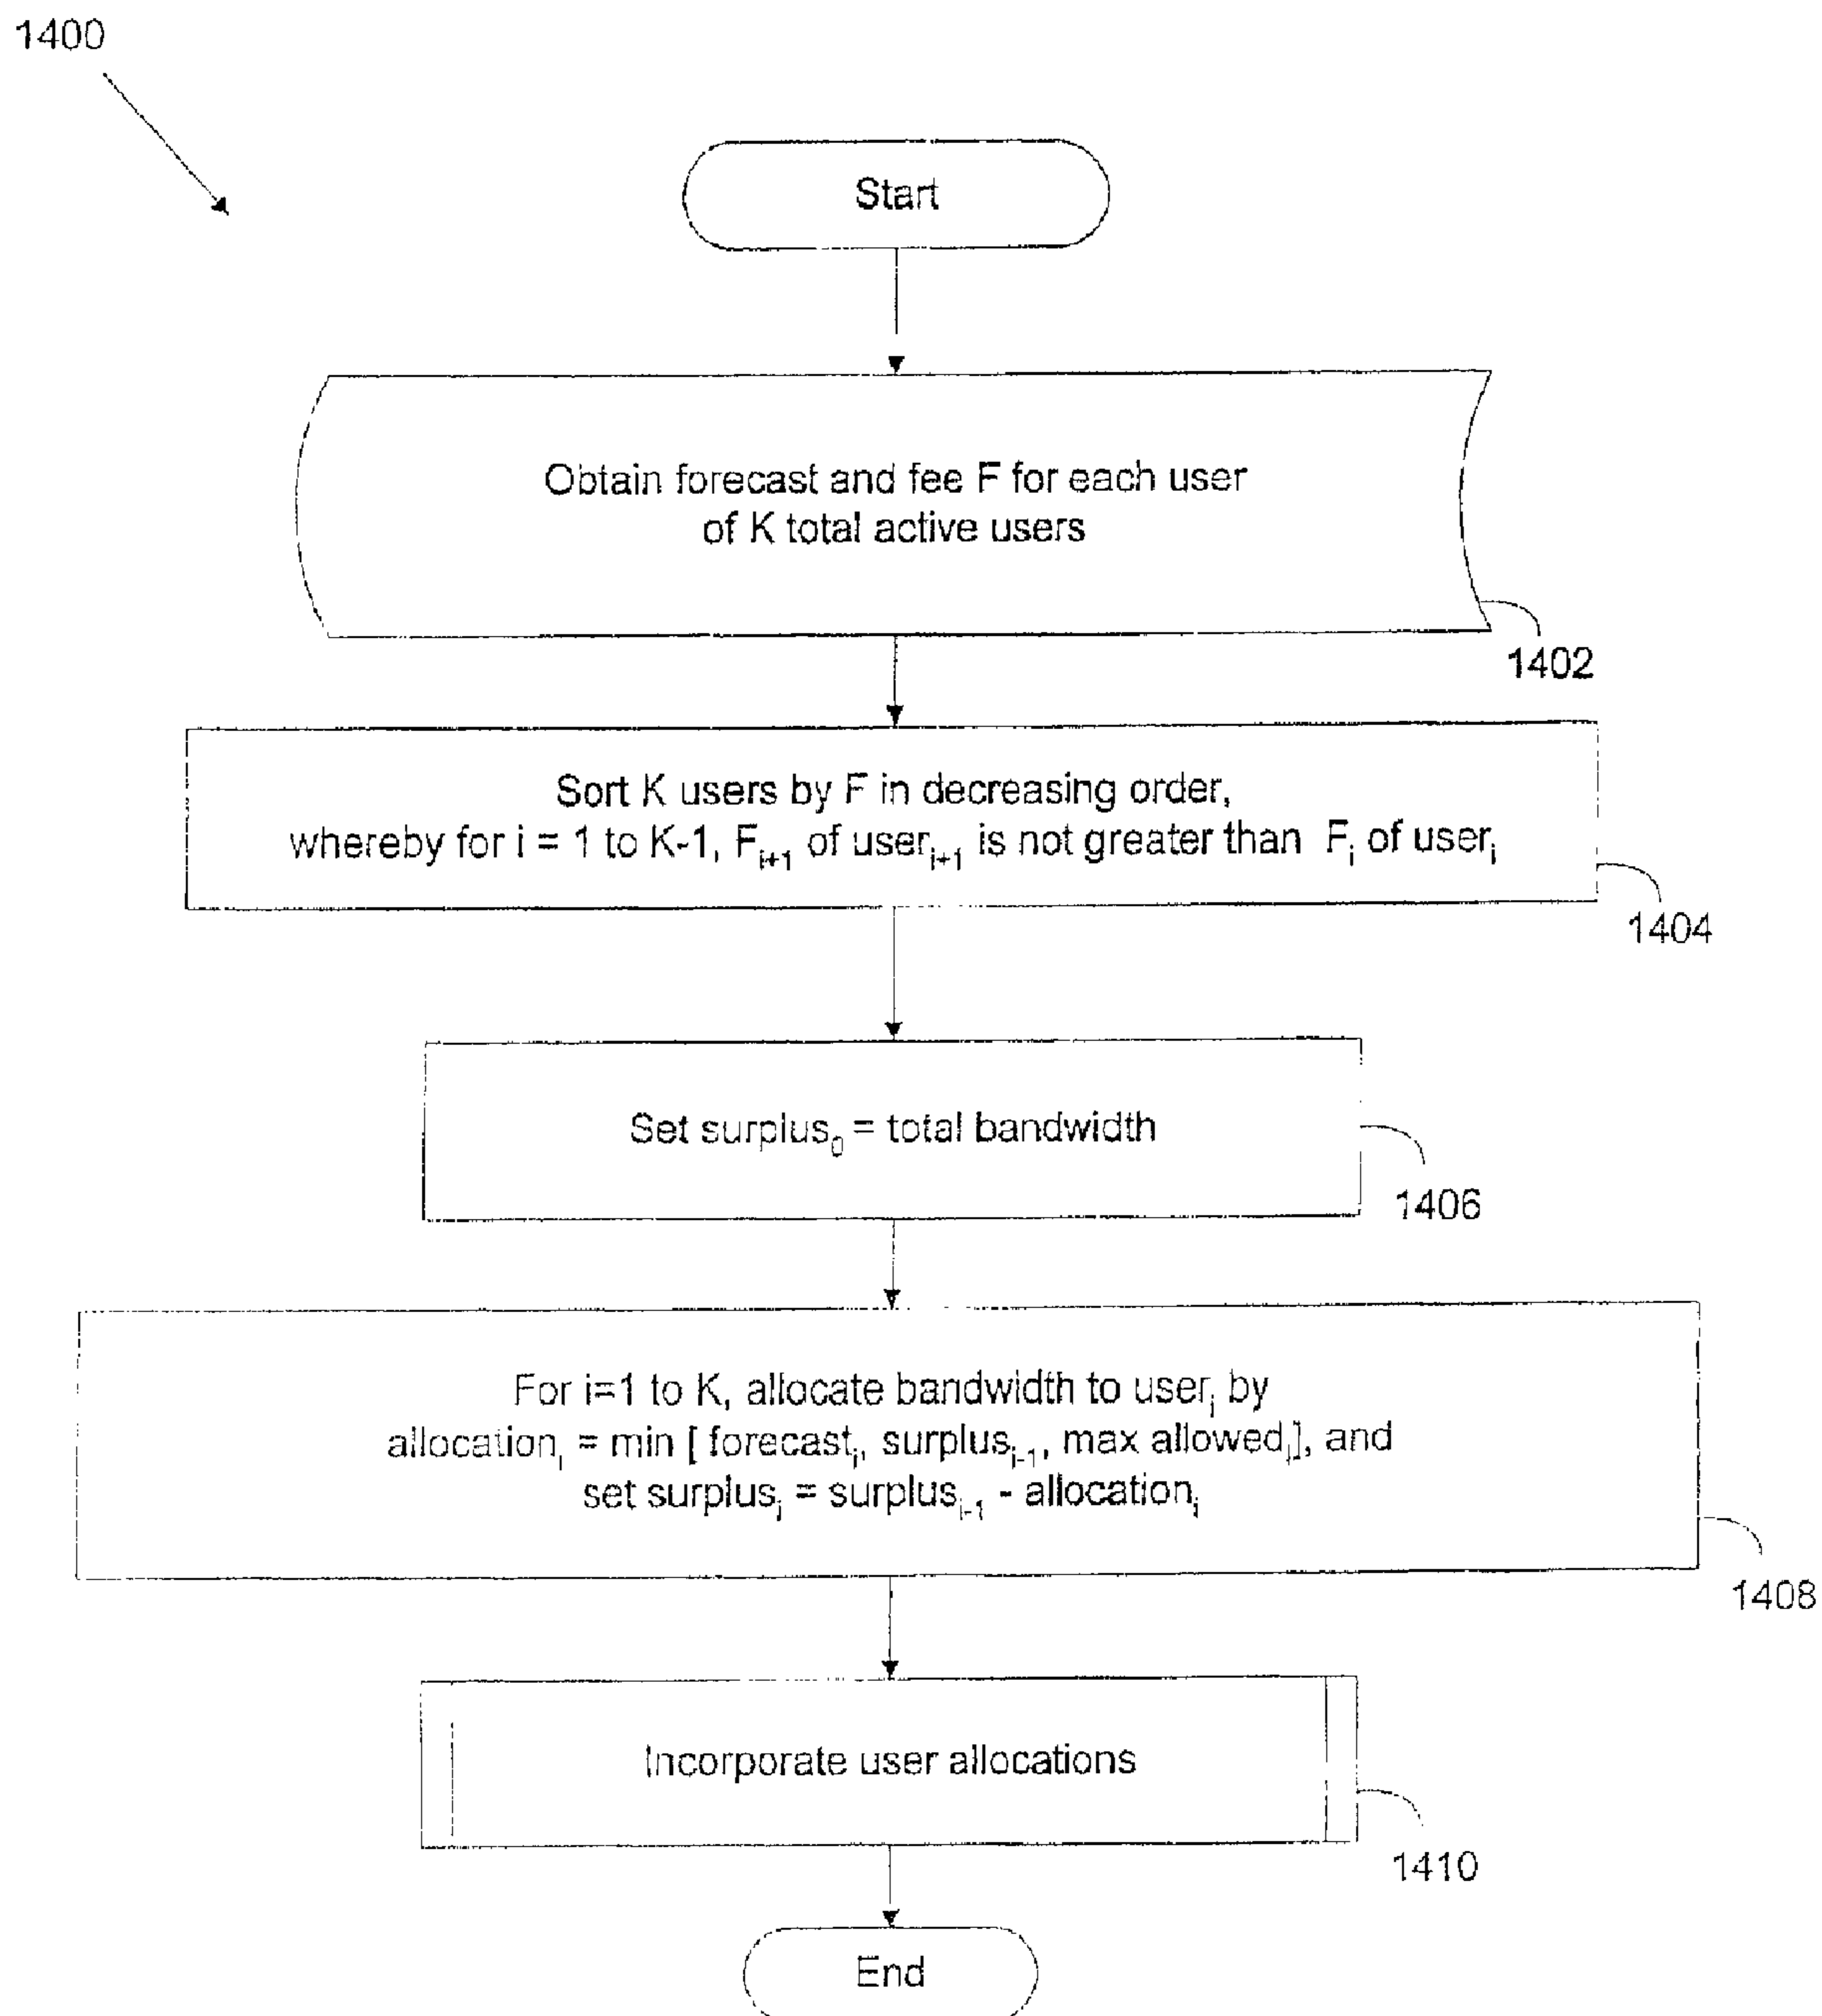 1400
Start
Obtain forecast and fee F for each user
of K total active users
1402
Sort K users by F in decreasing order,
whereby for i = 1 to K-1, Fᵢ₊₁ of userᵢ₊₁ is not greater than Fᵢ of userᵢ
1404
Set surplus₀ = total bandwidth
1406
For i=1 to K, allocate bandwidth to userᵢ by
allocationᵢ = min [ forecastᵢ, surplusᵢ₋₁, max allowedᵢ], and
set surplusᵢ = surplusᵢ₋₁ - allocationᵢ
1408
Incorporate user allocations
1410
End